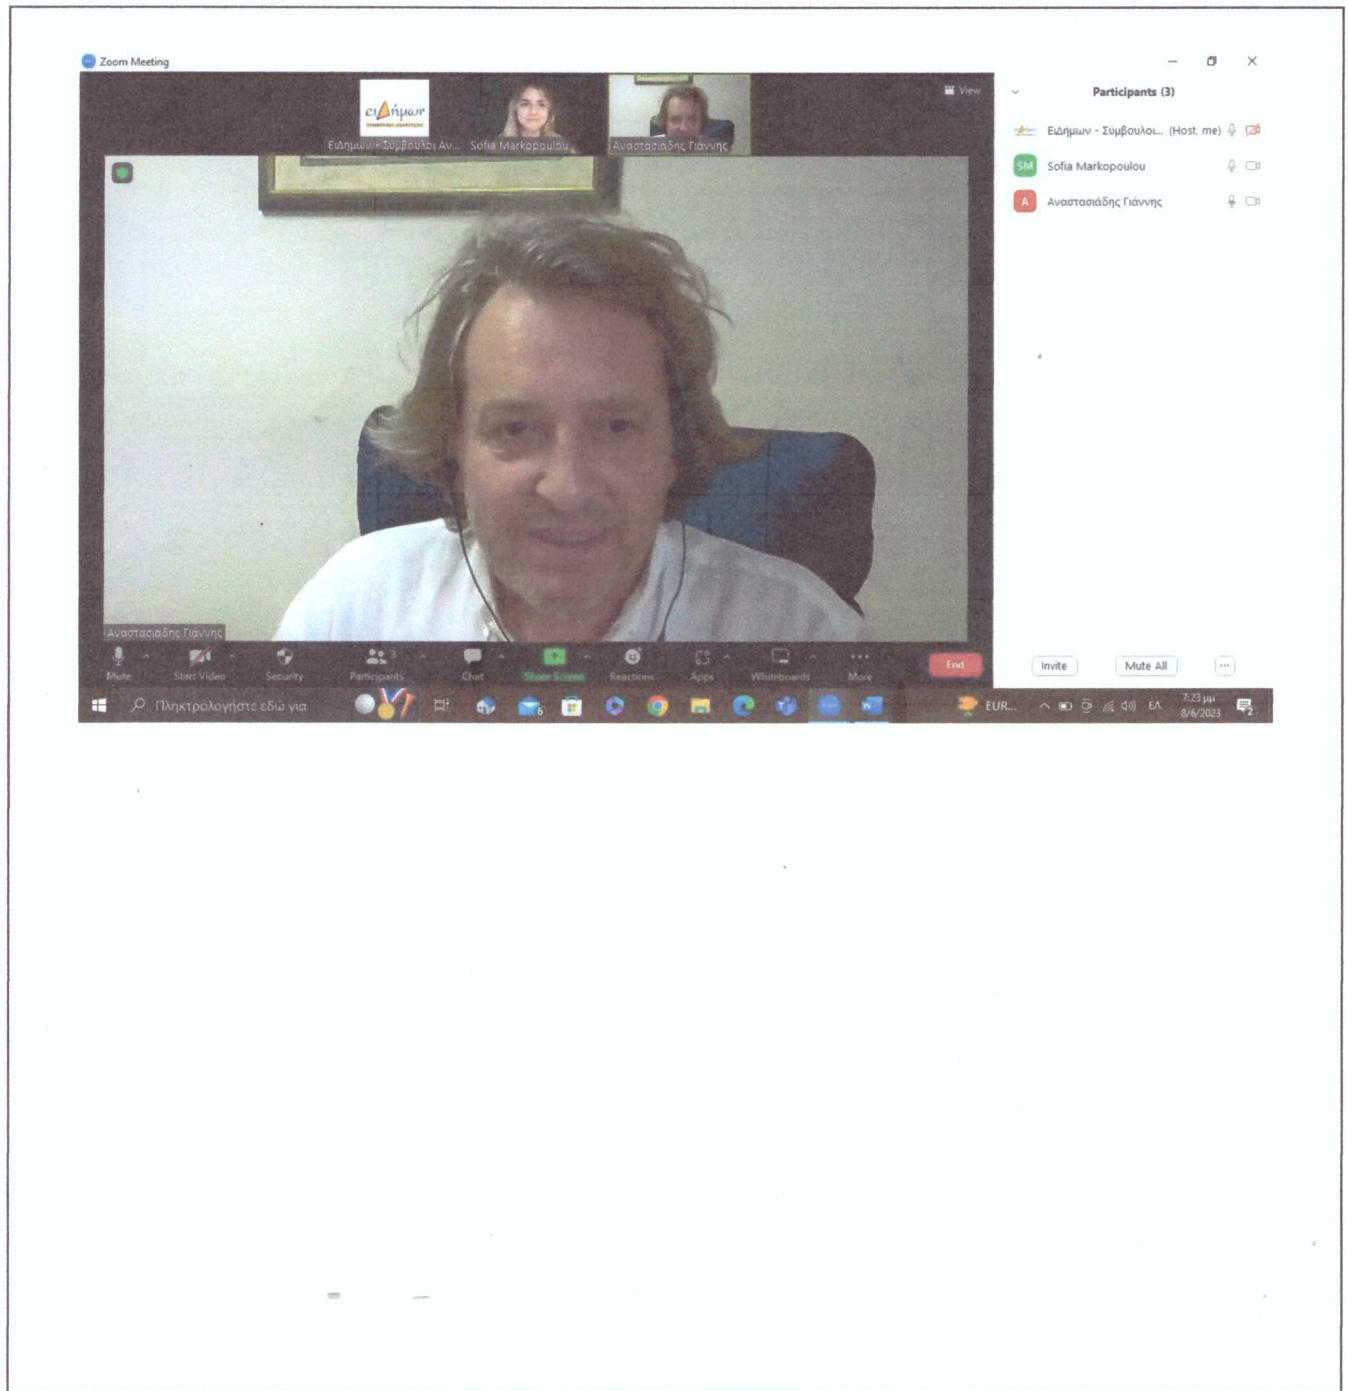 Zoom Meeting
ειΔήμων
View
Participants (3)
ΕιΔήμων - Σύμβουλοι Αν...
Sofia Markopoulou
Αναστασιάδης Γιάννης
ΕιΔήμων - Σύμβουλοι... (Host, me)
SM
Sofia Markopoulou
A
Αναστασιάδης Γιάννης
Αναστασιάδης Γιάννης
3
Mute
Start Video
Security
Participants
Chat
Share Screen
Reactions
Apps
Whiteboards
More
End
Invite
Mute All
Πληκτρολογήστε εδώ για
6
EUR...
ΕΛ
7:23 μμ
8/6/2023
2